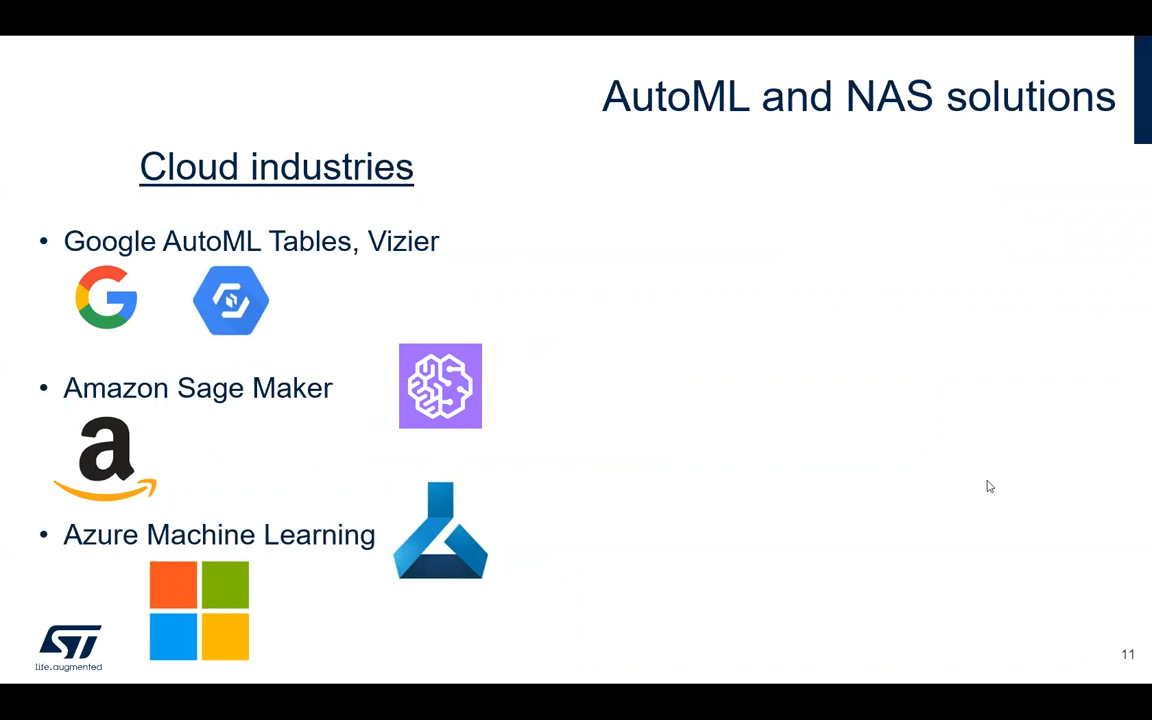 AutoML and NAS solutions
Cloud industries
• Google AutoML Tables, Vizier
• Amazon Sage Maker
a
• Azure Machine Learning
ST
life.augmented
11